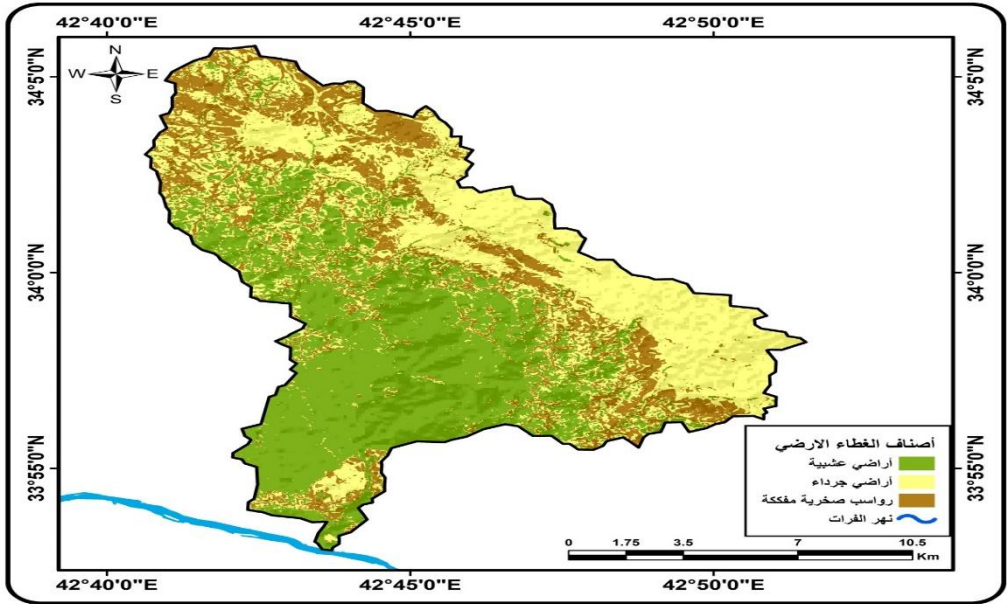 42°40'0"E 42°45'0"E 42°50'0"E
N
W E
S
34°5'0"N 34°5'0"N
34°0'0"N 34°0'0"N
33°55'0"N 33°55'0"N
أصناف الغطاء الارضي
أراضي عشبية
أراضي جرداء
رواسب صخرية مفككة
نهر الفرات
0 1.75 3.5 7 10.5
Km
42°40'0"E 42°45'0"E 42°50'0"E